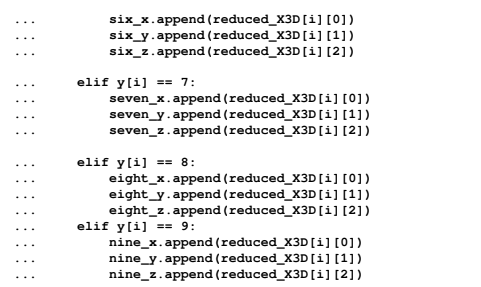 ...         six_x.append(reduced_X3D[i][0])
...         six_y.append(reduced_X3D[i][1])
...         six_z.append(reduced_X3D[i][2])
...     elif y[i] == 7:
...         seven_x.append(reduced_X3D[i][0])
...         seven_y.append(reduced_X3D[i][1])
...         seven_z.append(reduced_X3D[i][2])
...     elif y[i] == 8:
...         eight_x.append(reduced_X3D[i][0])
...         eight_y.append(reduced_X3D[i][1])
...         eight_z.append(reduced_X3D[i][2])
...     elif y[i] == 9:
...         nine_x.append(reduced_X3D[i][0])
...         nine_y.append(reduced_X3D[i][1])
...         nine_z.append(reduced_X3D[i][2])